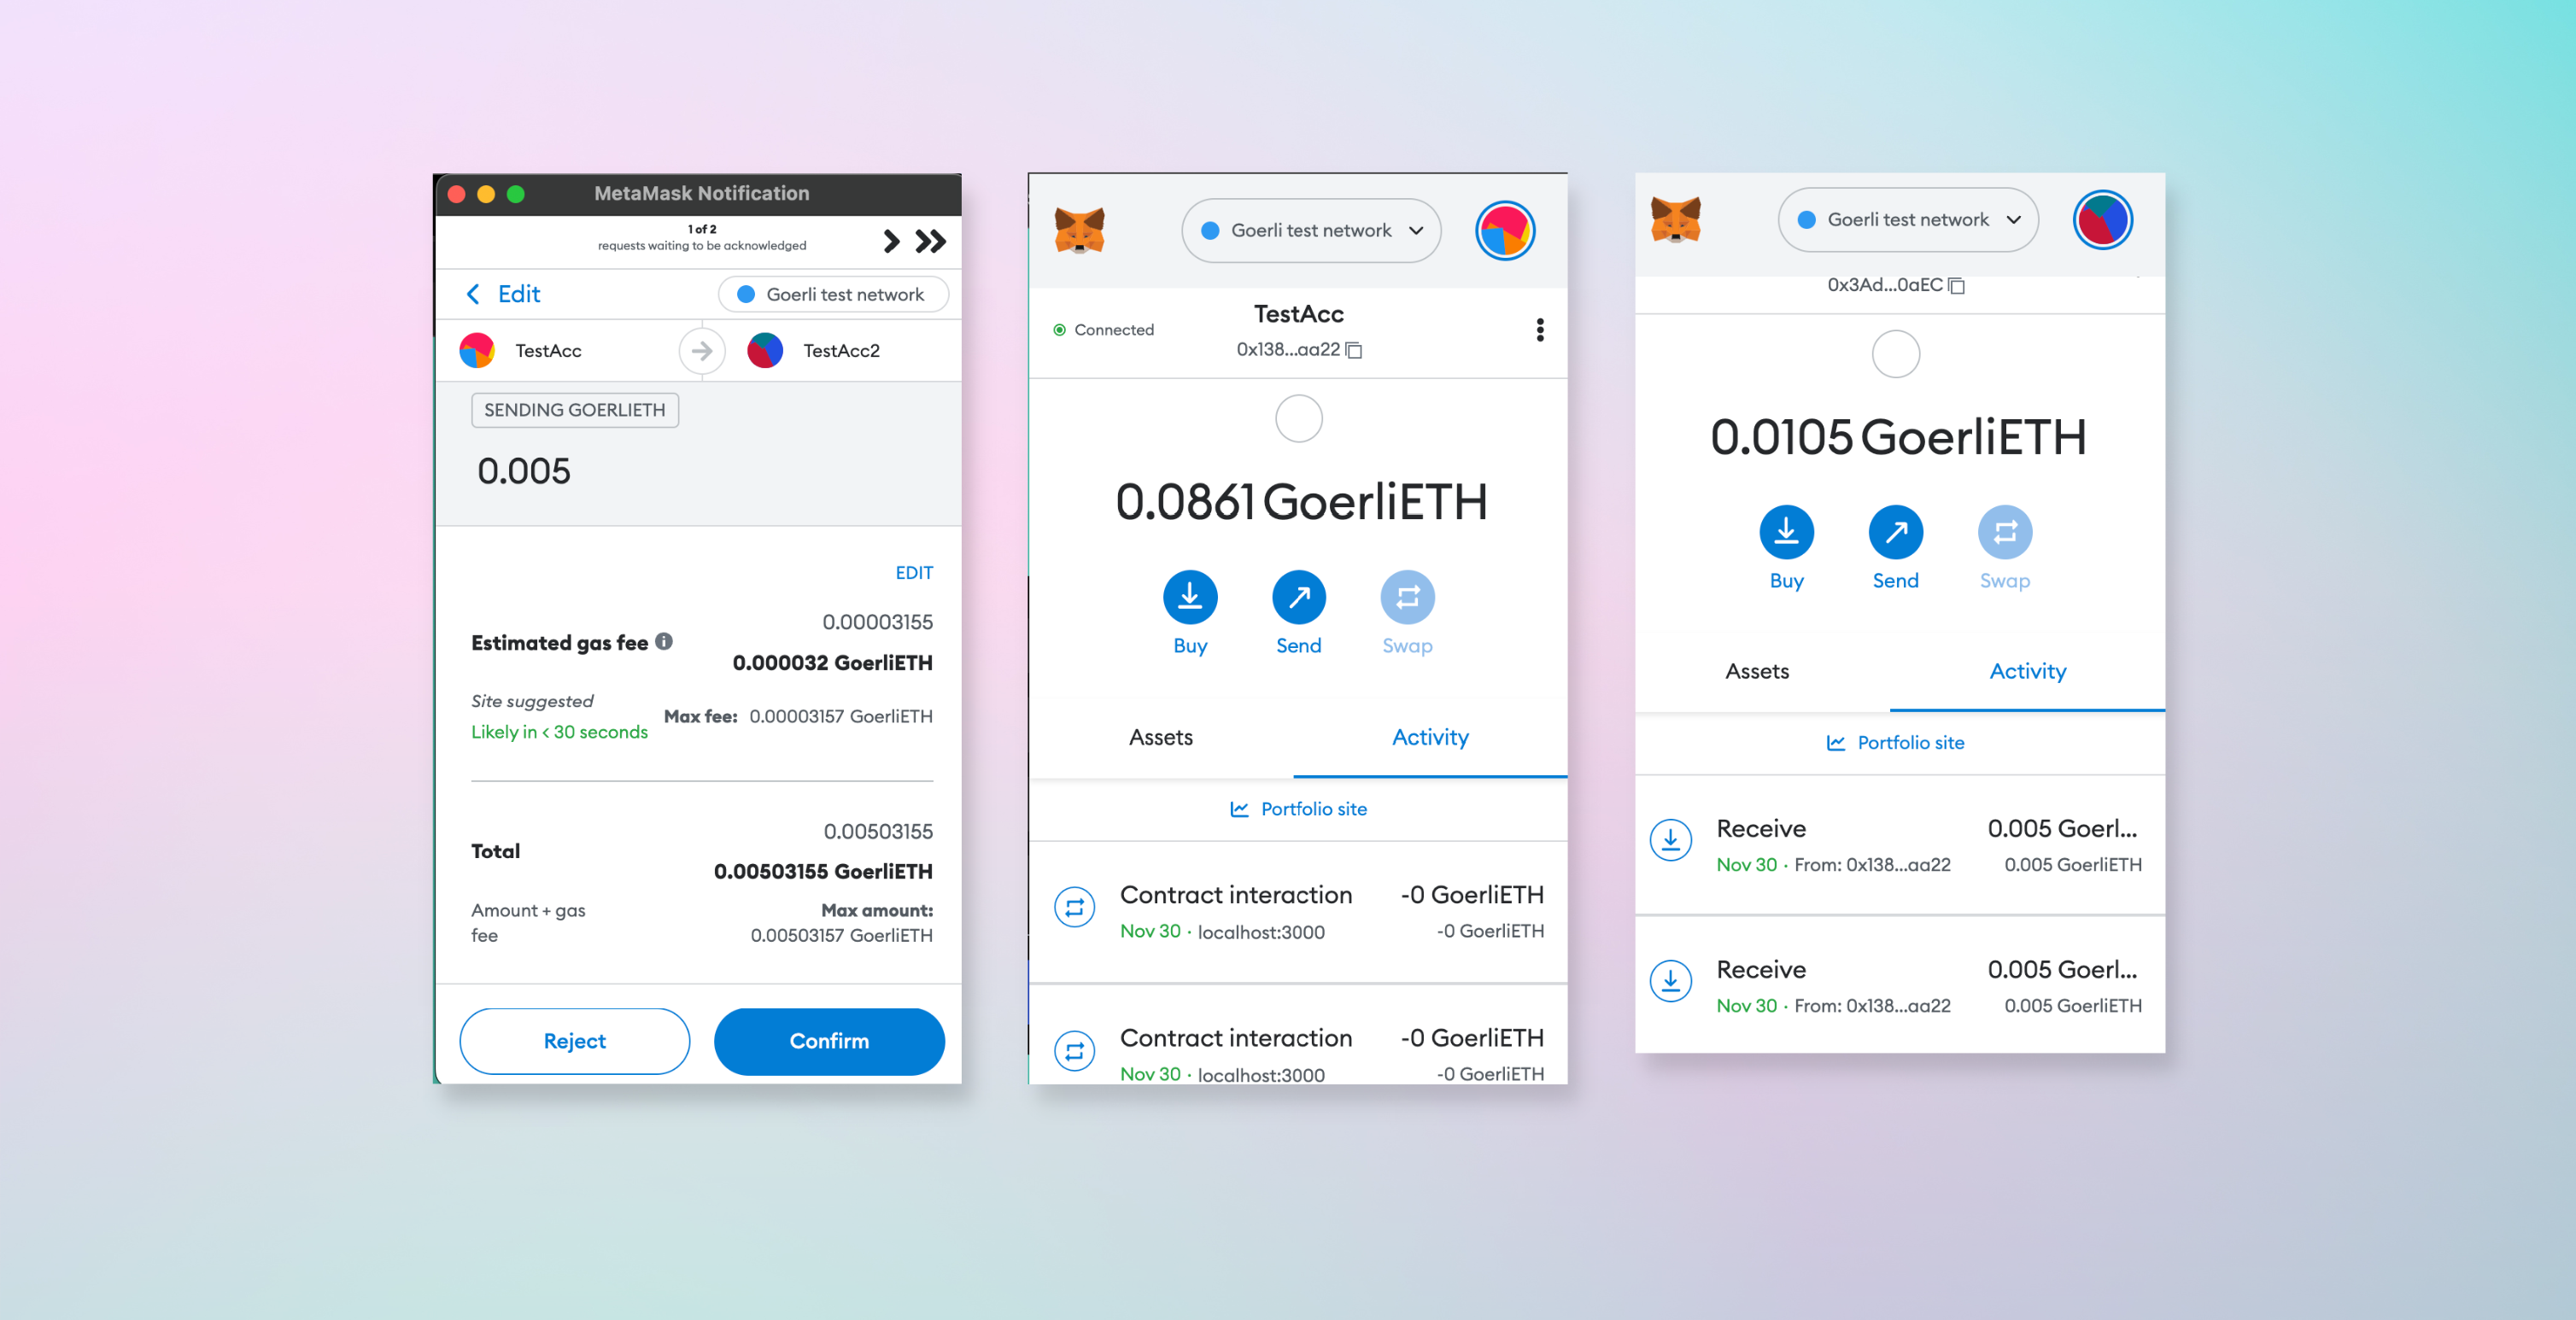 MetaMask Notification
1 of 2
requests waiting to be acknowledged
Edit
Goerli test network
TestAcc
TestAcc2
SENDING GOERLIETH
0.005
EDIT
0.00003155
Estimated gas fee
0.000032 GoerliETH
Site suggested
Max fee: 0.00003157 GoerliETH
Likely in < 30 seconds
0.00503155
Total
0.00503155 GoerliETH
Amount + gas
fee
Max amount:
0.00503157 GoerliETH
Reject
Confirm
Goerli test network
TestAcc
Connected
0x138...aa22
0.0861 GoerliETH
Buy
Send
Swap
Assets
Activity
Portfolio site
Contract interaction
-0 GoerliETH
Nov 30 · localhost:3000
-0 GoerliETH
Contract interaction
-0 GoerliETH
Nov 30 · localhost:3000
-0 GoerliETH
Goerli test network
0x3Ad...0aEC
0.0105 GoerliETH
Buy
Send
Swap
Assets
Activity
Portfolio site
Receive
0.005 Goerl...
Nov 30 · From: 0x138...aa22
0.005 GoerliETH
Receive
0.005 Goerl...
Nov 30 · From: 0x138...aa22
0.005 GoerliETH